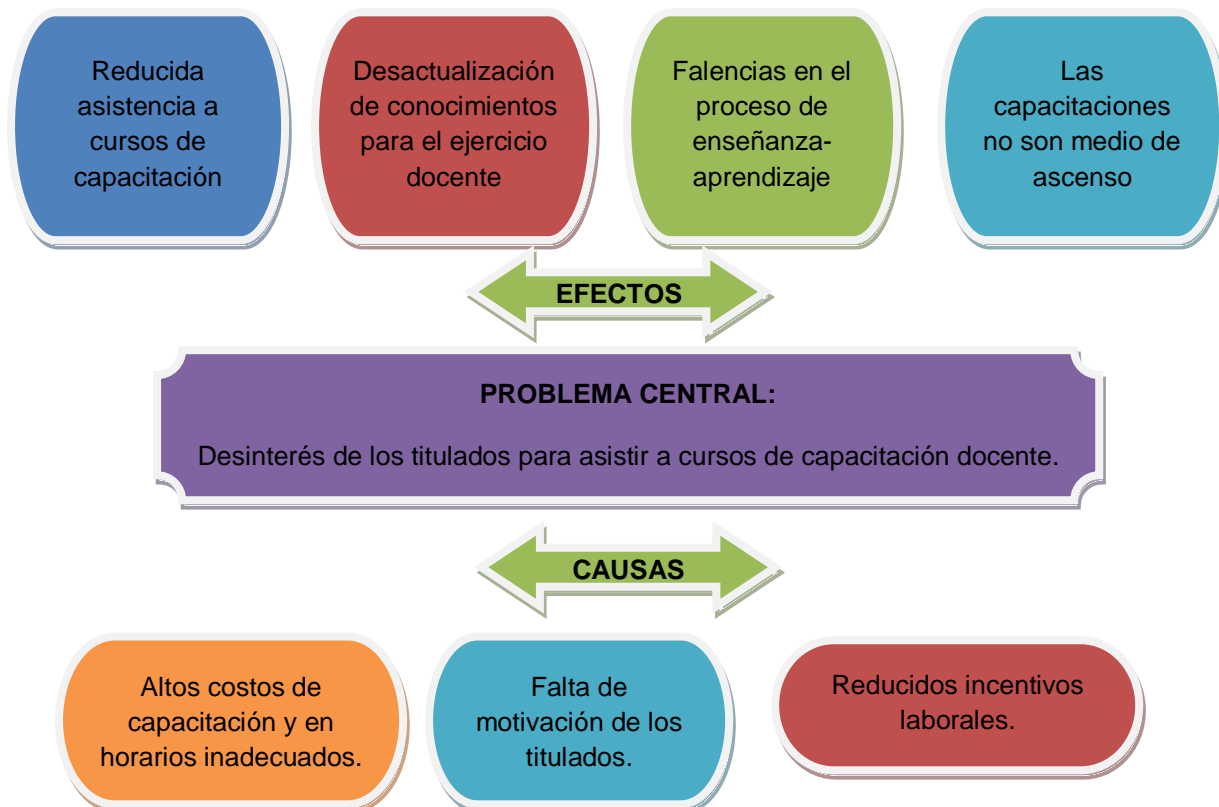 Reducida
asistencia a
cursos de
capacitación
Desactualización
de conocimientos
para el ejercicio
docente
Falencias en el
proceso de
enseñanza-
aprendizaje
Las
capacitaciones
no son medio de
ascenso
EFECTOS
PROBLEMA CENTRAL:
Desinterés de los titulados para asistir a cursos de capacitación docente.
CAUSAS
Altos costos de
capacitación y en
horarios inadecuados.
Falta de
motivación de los
titulados.
Reducidos incentivos
laborales.